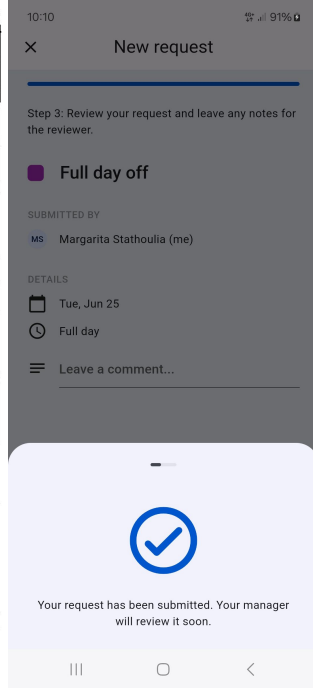 10:10
4G+ 91%
New request
Step 3: Review your request and leave any notes for
the reviewer.
Full day off
SUBMITTED BY
MS Margarita Stathoulia (me)
DETAILS
Tue, Jun 25
Full day
Leave a comment...
Your request has been submitted. Your manager
will review it soon.